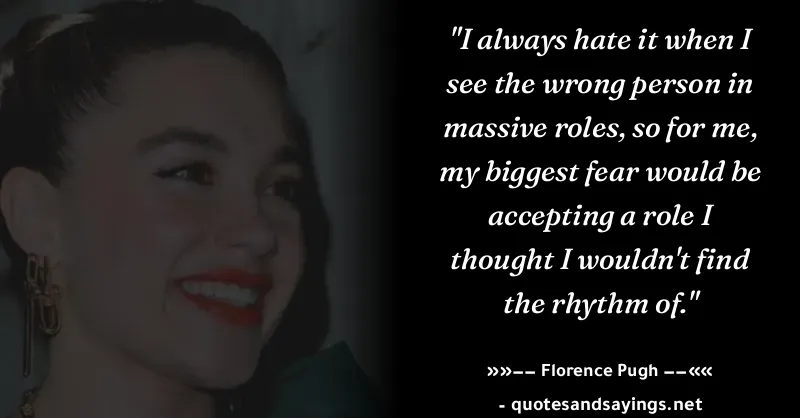 "I always hate it when I
see the wrong person in
massive roles, so for me,
my biggest fear would be
accepting a role I
thought I wouldn't find
the rhythm of."
»»−− Florence Pugh −−««
- quotesandsayings.net